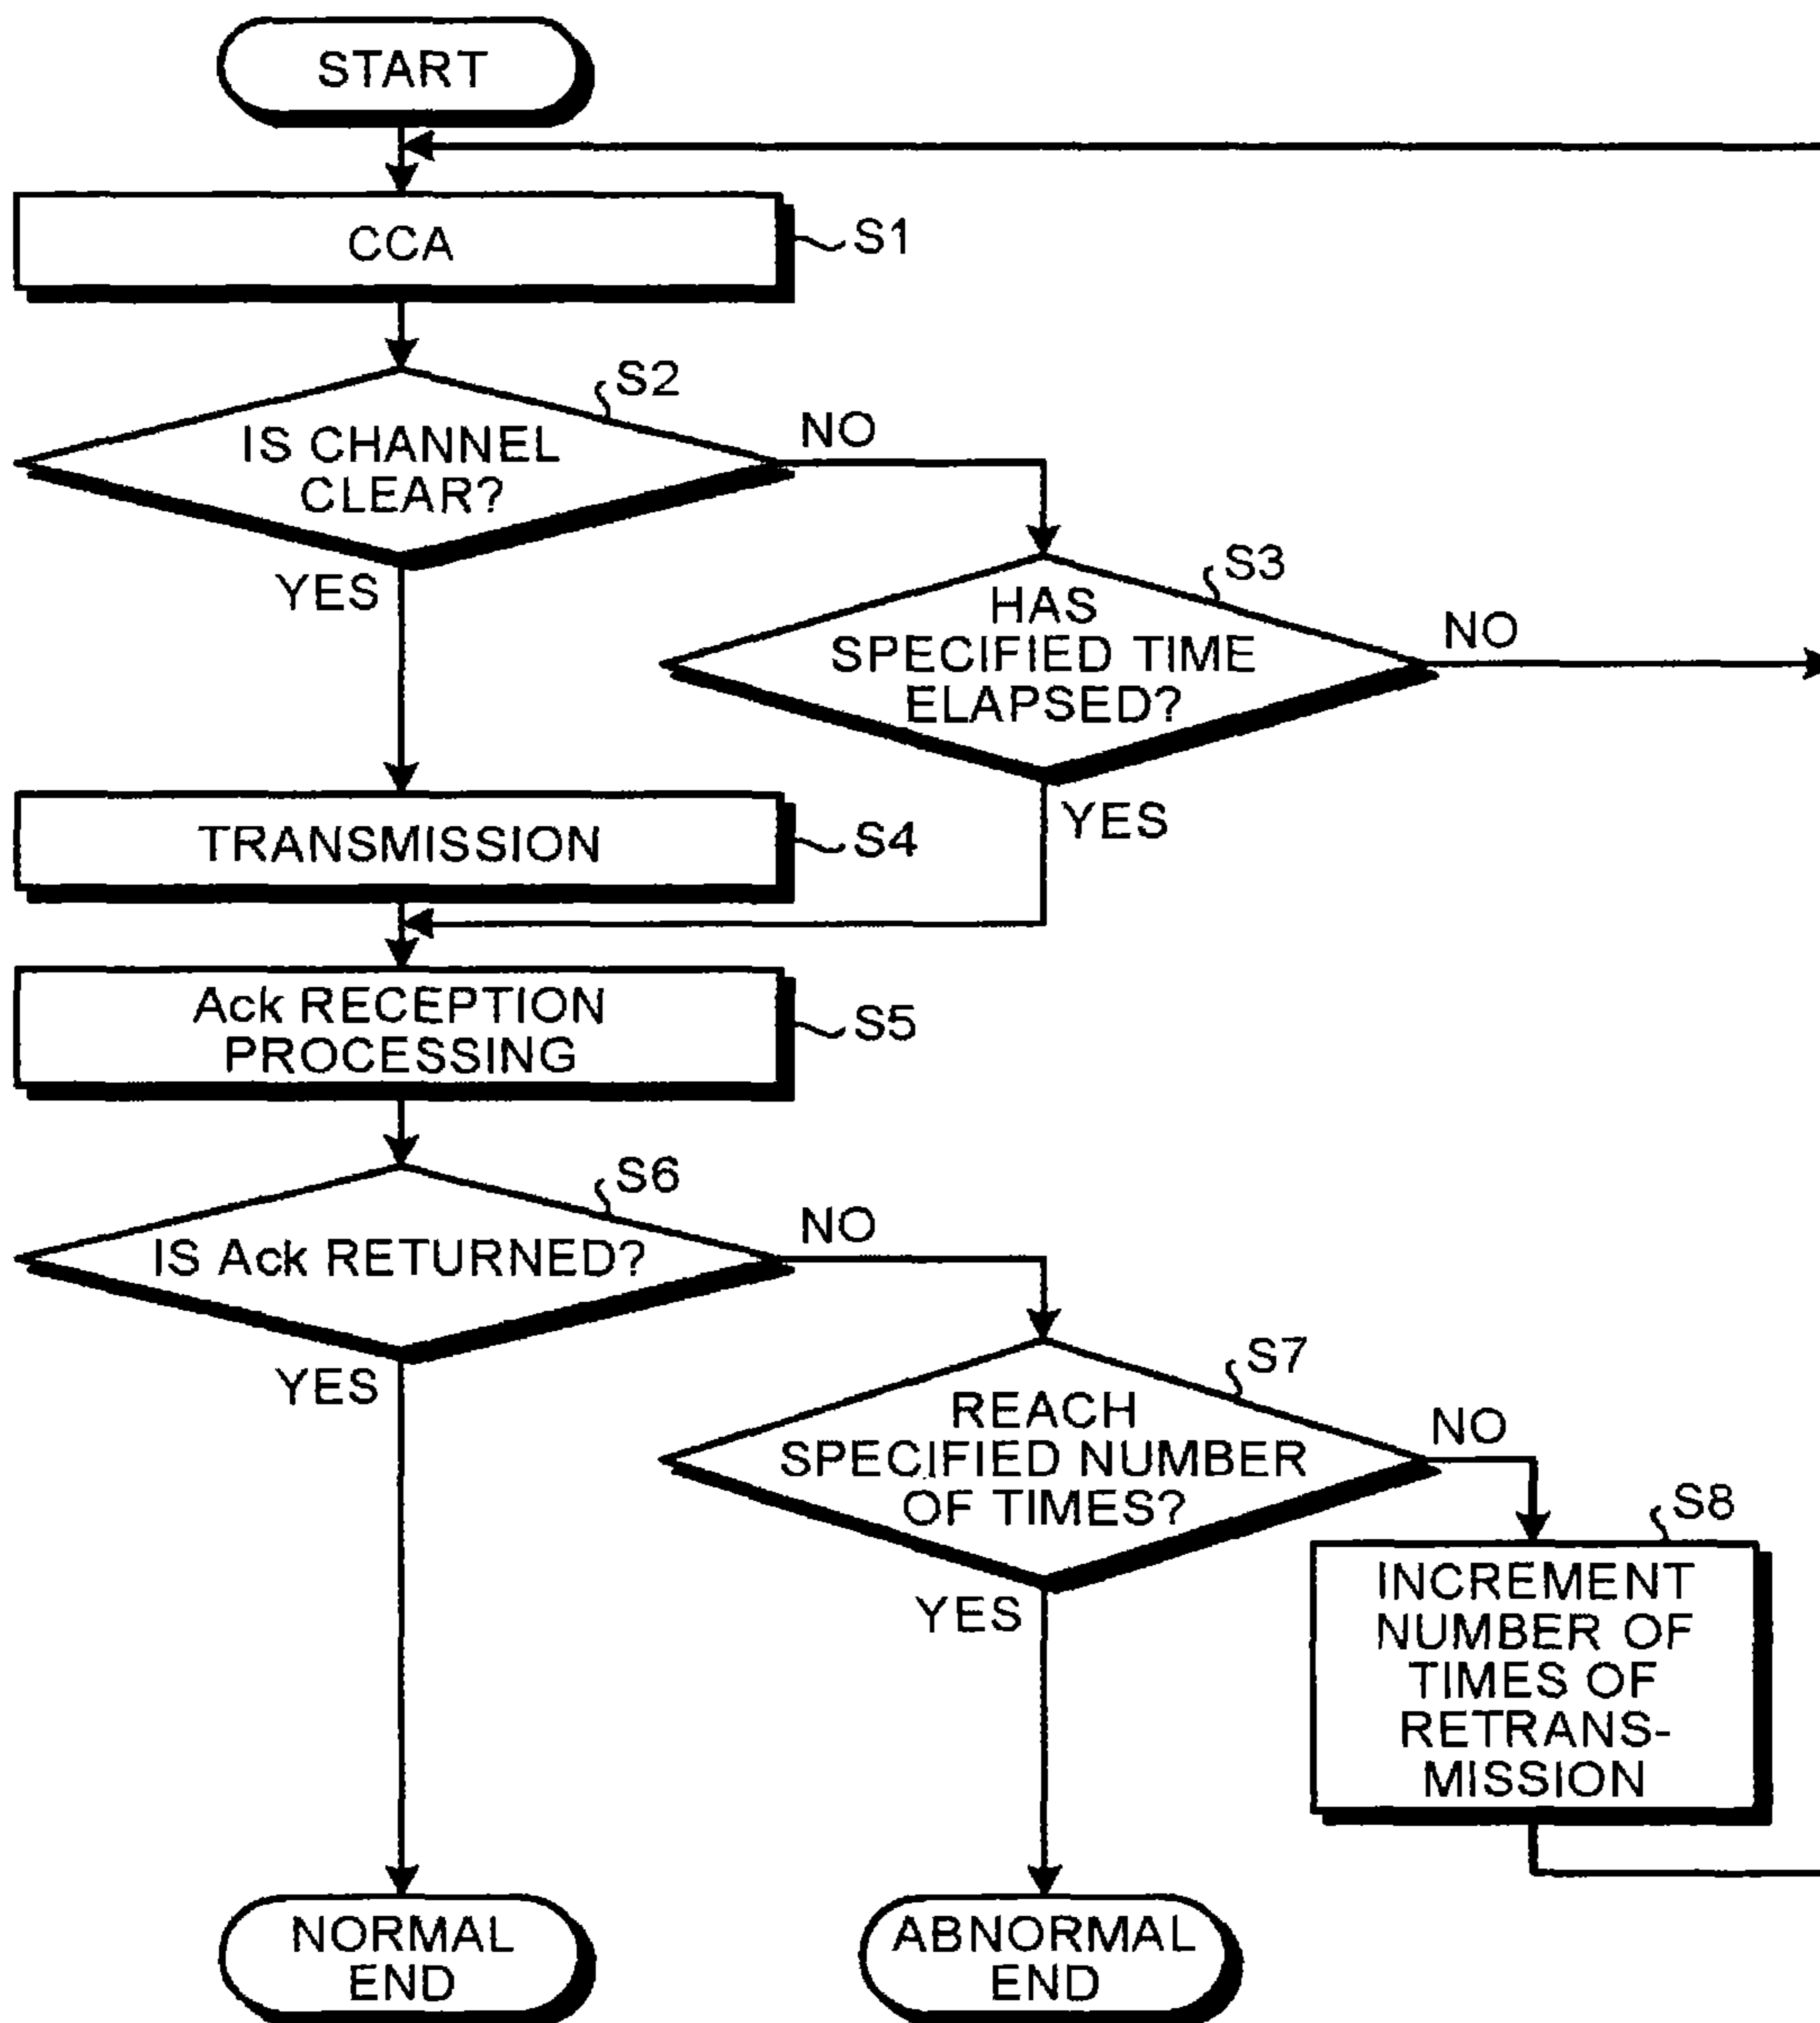 START
CCA
S1
S2
IS CHANNEL
CLEAR?
NO
YES
S3
HAS
SPECIFIED TIME
ELAPSED?
NO
YES
TRANSMISSION
S4
Ack RECEPTION
PROCESSING
S5
S6
IS Ack RETURNED?
NO
YES
S7
REACH
SPECIFIED NUMBER
OF TIMES?
NO
YES
S8
INCREMENT
NUMBER OF
TIMES OF
RETRANS-
MISSION
NORMAL
END
ABNORMAL
END